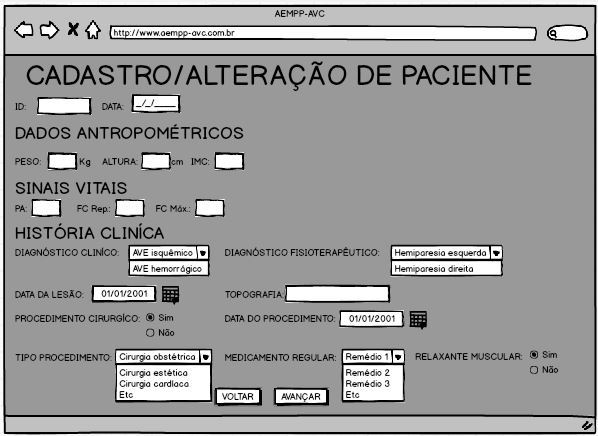 AEMPP-AVC
http://www.aempp-avc.com.br
CADASTRO/ALTERAÇÃO DE PACIENTE
ID: DATA: _/_/___
DADOS ANTROPOMÉTRICOS
PESO: Kg ALTURA: cm IMC:
SINAIS VITAIS
PA: FC Rep.: FC Máx.:
HISTÓRIA CLINÍCA
DIAGNÓSTICO CLINÍCO: AVE isquêmico DIAGNÓSTICO FISIOTERAPÊUTICO: Hemiparesia esquerda
AVE hemorrágico Hemiparesia direita
DATA DA LESÃO: 01/01/2001 TOPOGRAFIA:
PROCEDIMENTO CIRURGÍCO: Sim DATA DO PROCEDIMENTO: 01/01/2001
Não
TIPO PROCEDIMENTO: Cirurgia obstétrica MEDICAMENTO REGULAR: Remédio 1 RELAXANTE MUSCULAR: Sim
Cirurgia estética Remédio 2 Não
Cirurgia cardíaca Remédio 3
Etc VOLTAR AVANÇAR Etc